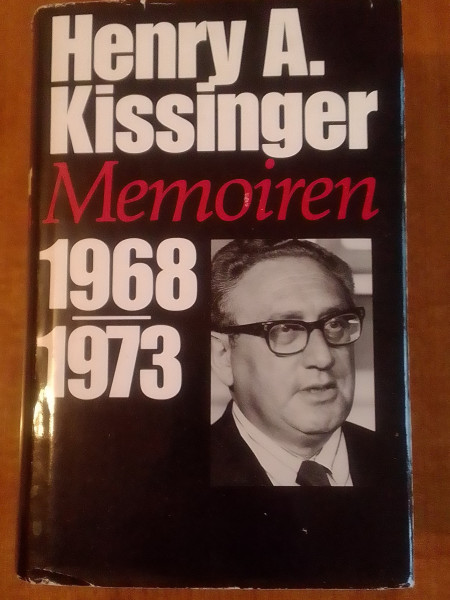 Henry A.
Kissinger
Memoiren
1968
1973